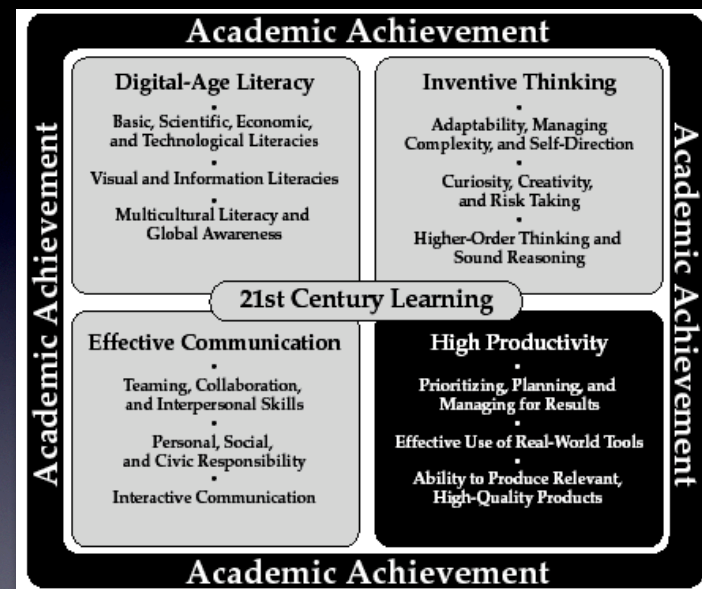 Academic Achievement
Academic Achievement
Digital-Age Literacy
•
Basic, Scientific, Economic,
and Technological Literacies
•
Visual and Information Literacies
•
Multicultural Literacy and
Global Awareness
Inventive Thinking
•
Adaptability, Managing
Complexity, and Self-Direction
•
Curiosity, Creativity,
and Risk Taking
•
Higher-Order Thinking and
Sound Reasoning
21st Century Learning
Effective Communication
•
Teaming, Collaboration,
and Interpersonal Skills
•
Personal, Social,
and Civic Responsibility
•
Interactive Communication
High Productivity
•
Prioritizing, Planning, and
Managing for Results
•
Effective Use of Real-World Tools
•
Ability to Produce Relevant,
High-Quality Products
Academic Achievement
Academic Achievement